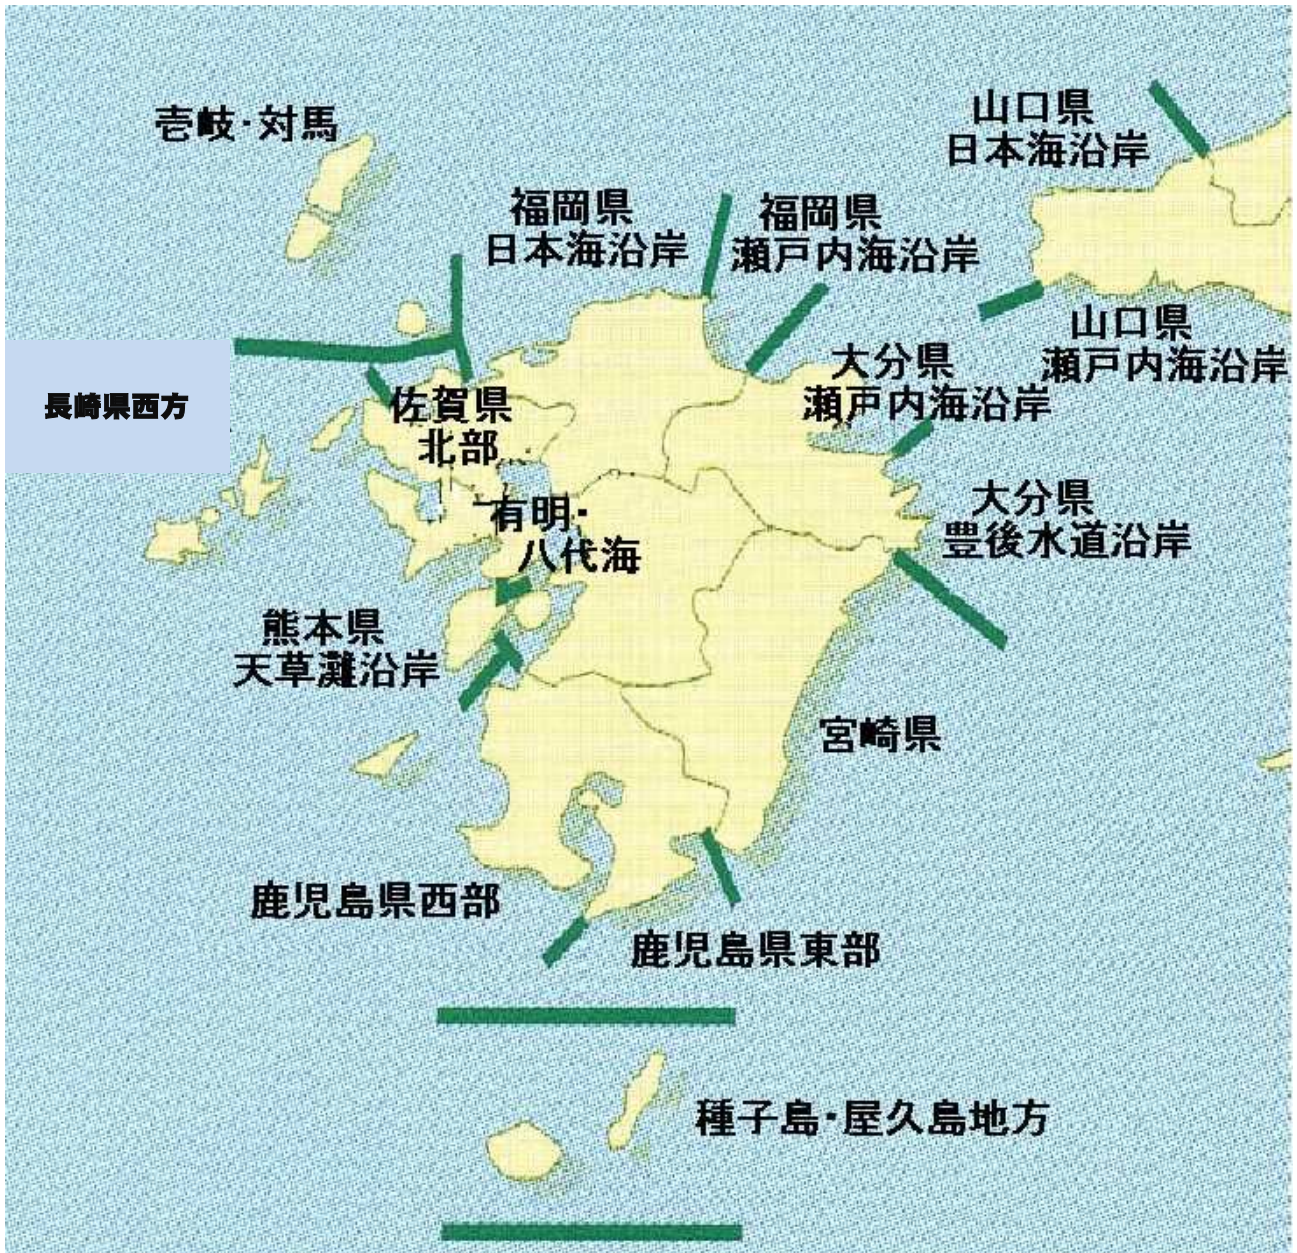 壱岐・対馬
山口県
日本海沿岸
福岡県
日本海沿岸
福岡県
瀬戸内海沿岸
山口県
瀬戸内海沿岸
大分県
瀬戸内海沿岸
長崎県西方
佐賀県
北部
有明・
八代海
大分県
豊後水道沿岸
熊本県
天草灘沿岸
宮崎県
鹿児島県西部
鹿児島県東部
種子島・屋久島地方